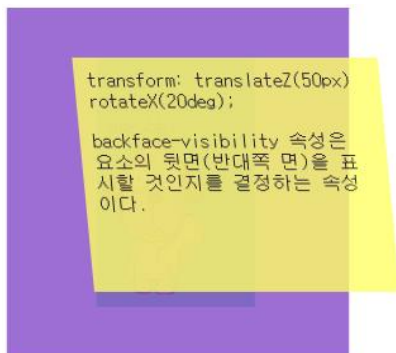 transform: translateZ(50px)
rotateX(20deg);
backface-visibility 속성은
요소의 뒷면(반대쪽 면)을 표
시할 것인지를 결정하는 속성
이다.